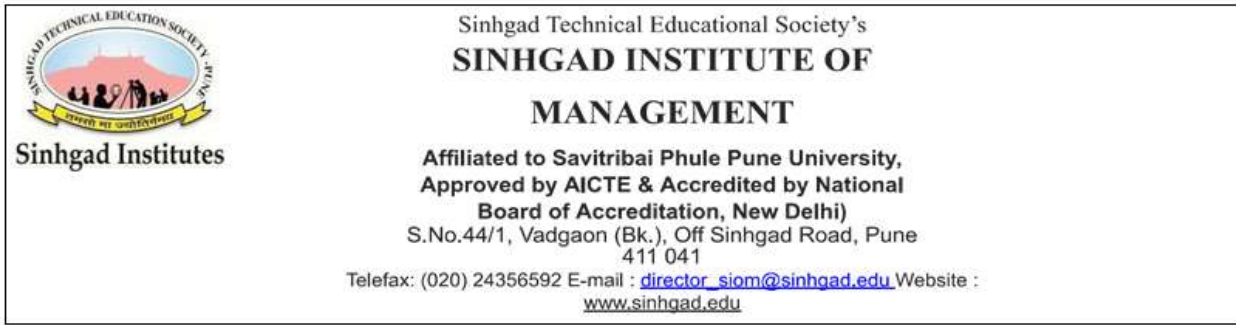 SINHGAD TECHNICAL EDUCATION SOCIETY - PUNE
तमसो मा ज्योतिर्गमय
Sinhgad Institutes
Sinhgad Technical Educational Society’s
SINHGAD INSTITUTE OF
MANAGEMENT
Affiliated to Savitribai Phule Pune University,
Approved by AICTE & Accredited by National
Board of Accreditation, New Delhi)
S.No.44/1, Vadgaon (Bk.), Off Sinhgad Road, Pune
411 041
Telefax: (020) 24356592 E-mail : director_siom@sinhgad.edu Website :
www.sinhgad.edu